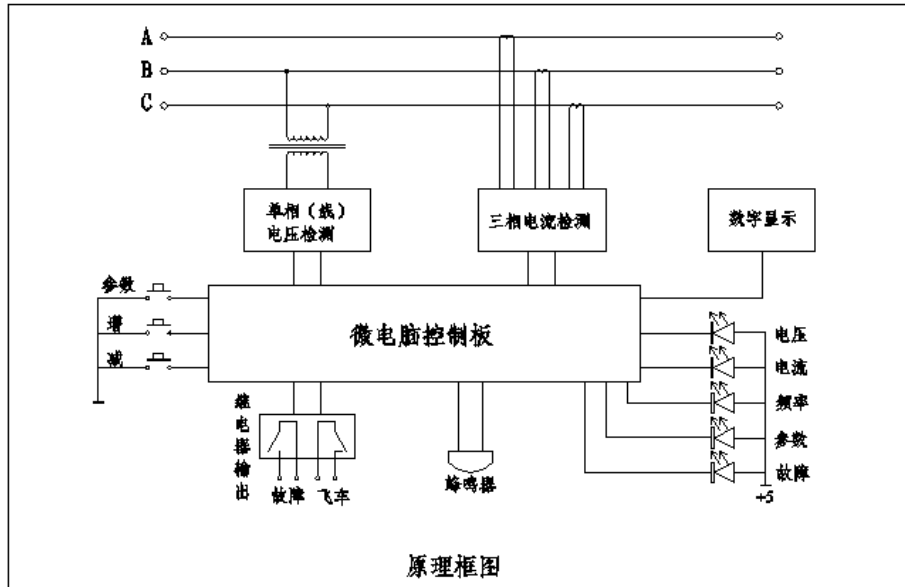 A
B
C
单相（线）
电压检测
三相电流检测
数字显示
参数
增
减
微电脑控制板
电压
电流
频率
参数
故障
+5
继电器输出
故障
飞车
蜂鸣器
原理框图